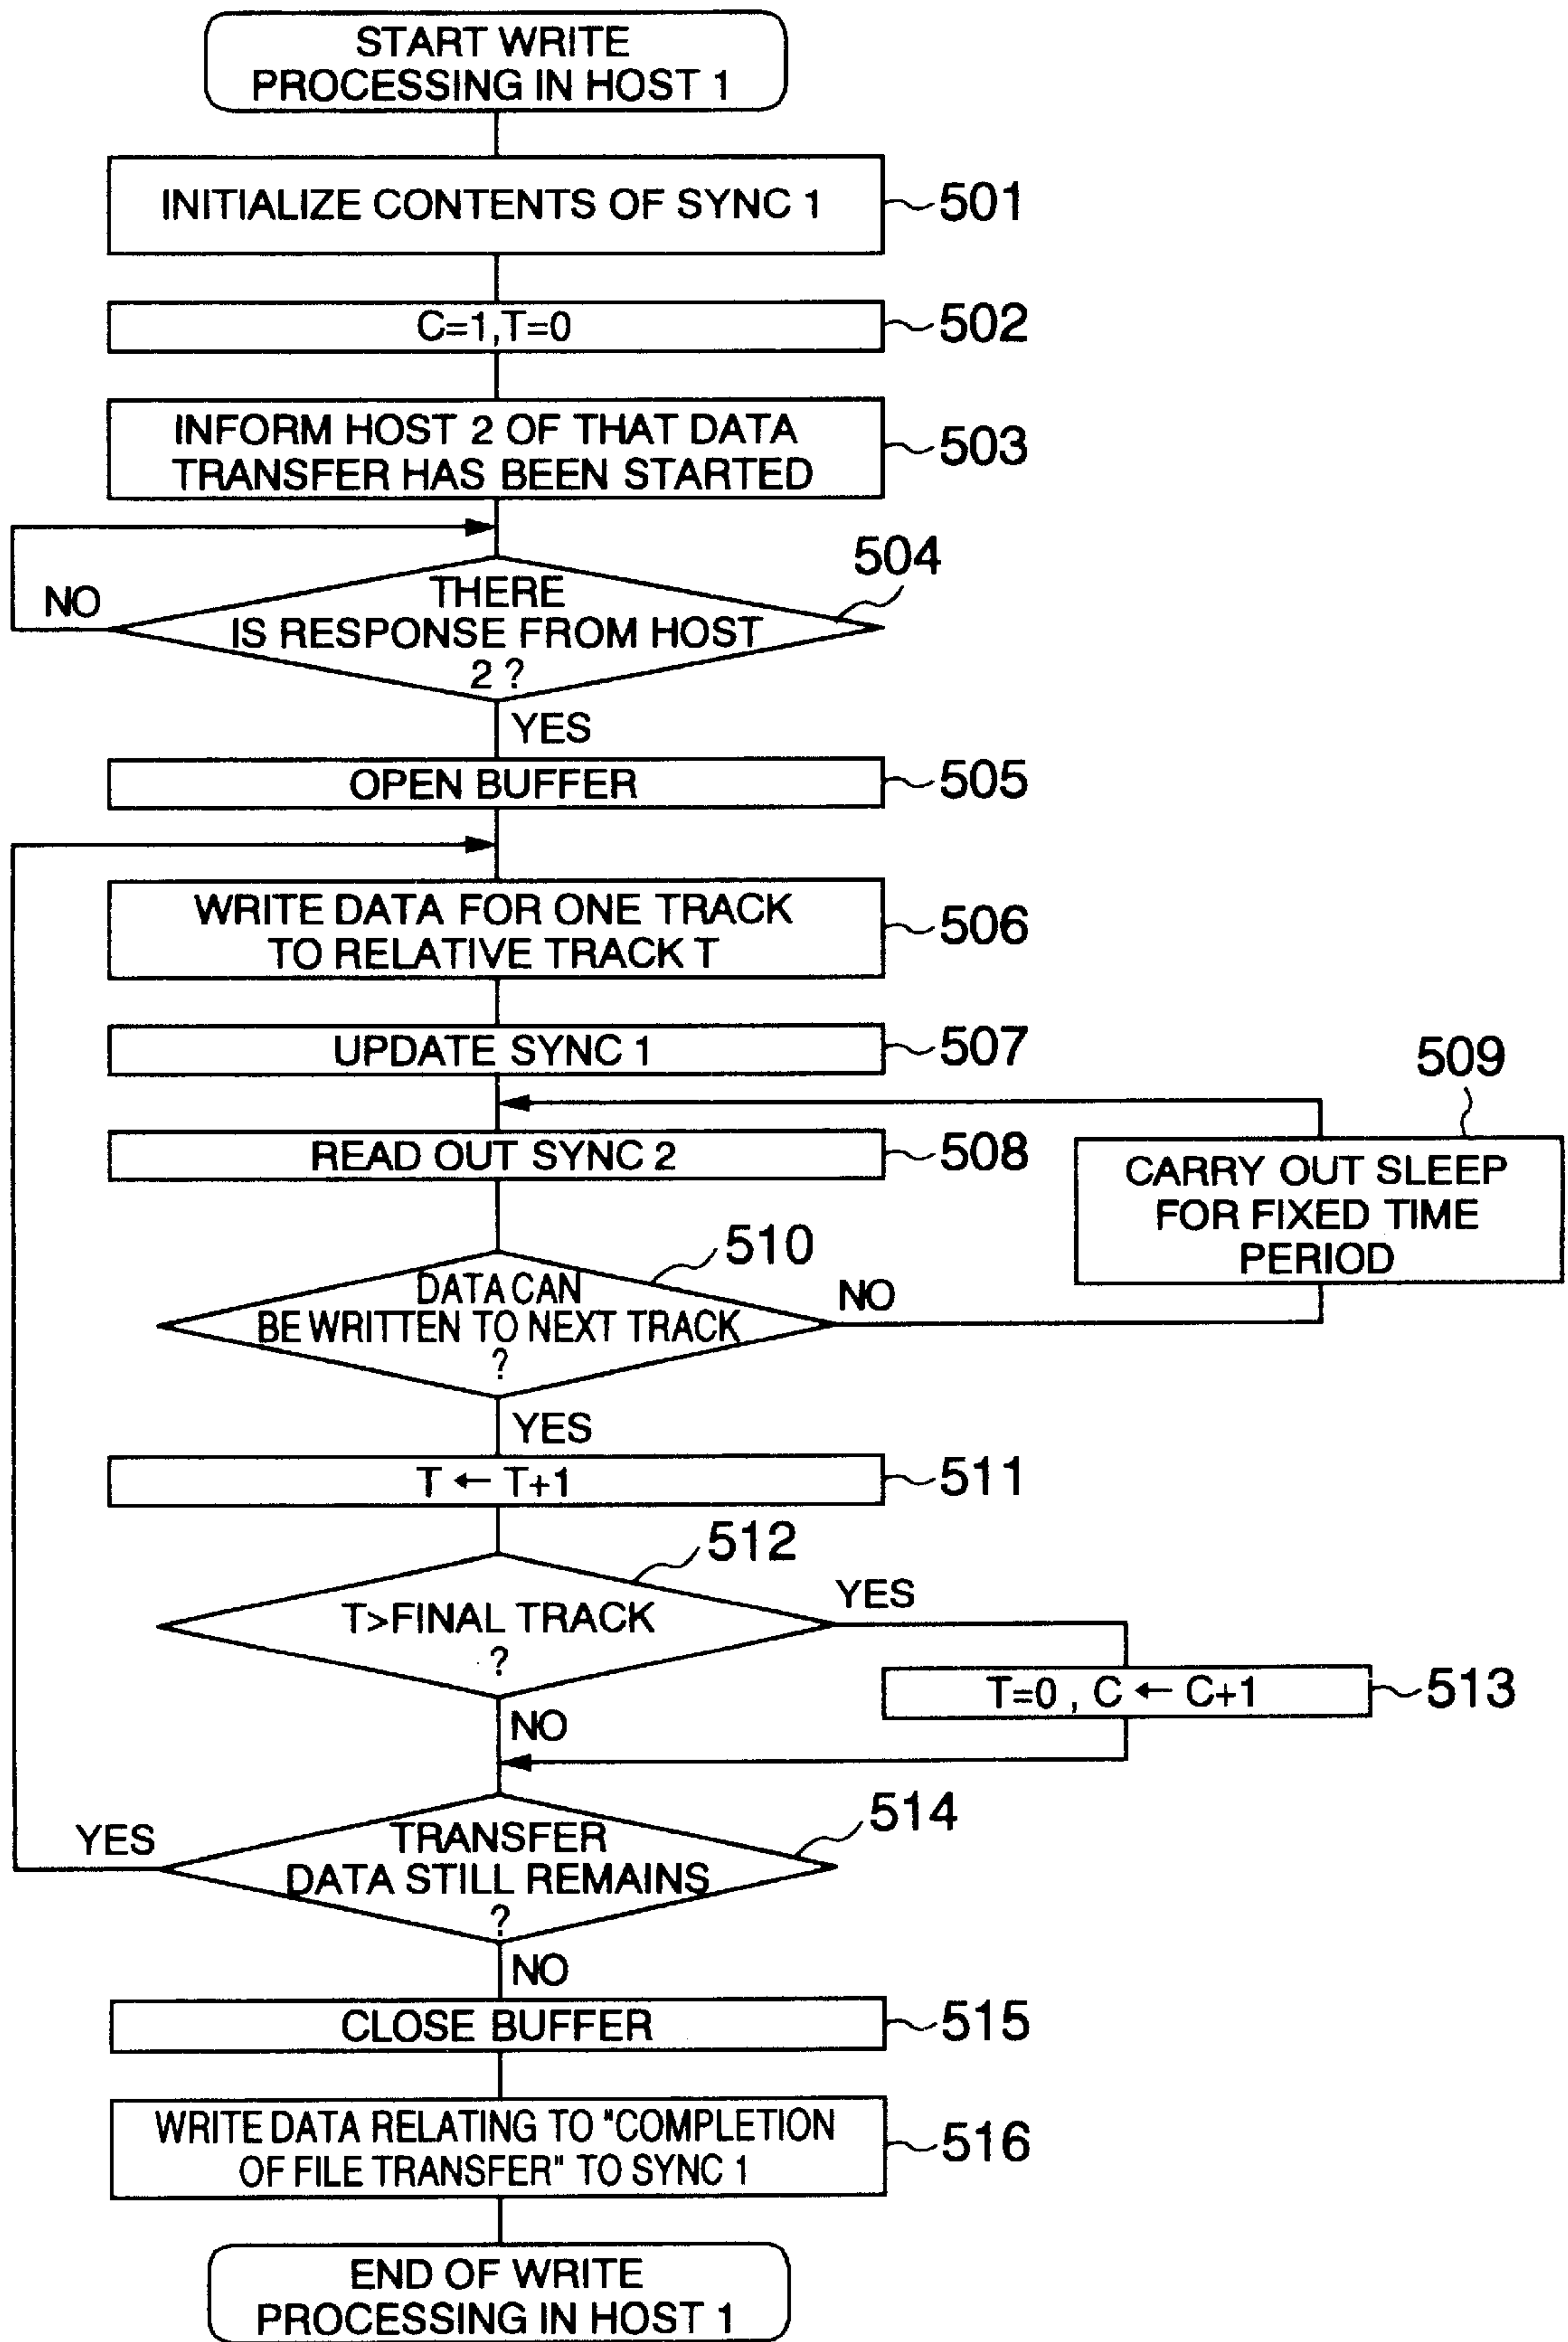 START WRITE
PROCESSING IN HOST 1
INITIALIZE CONTENTS OF SYNC 1
501
C=1,T=0
502
INFORM HOST 2 OF THAT DATA
TRANSFER HAS BEEN STARTED
503
504
NO
THERE
IS RESPONSE FROM HOST
2 ?
YES
OPEN BUFFER
505
WRITE DATA FOR ONE TRACK
TO RELATIVE TRACK T
506
UPDATE SYNC 1
507
509
READ OUT SYNC 2
508
CARRY OUT SLEEP
FOR FIXED TIME
PERIOD
510
DATA CAN
BE WRITTEN TO NEXT TRACK
?
NO
YES
T ← T+1
511
512
T>FINAL TRACK
?
YES
T=0 , C ← C+1
513
NO
514
YES
TRANSFER
DATA STILL REMAINS
?
NO
CLOSE BUFFER
515
WRITE DATA RELATING TO "COMPLETION
OF FILE TRANSFER" TO SYNC 1
516
END OF WRITE
PROCESSING IN HOST 1